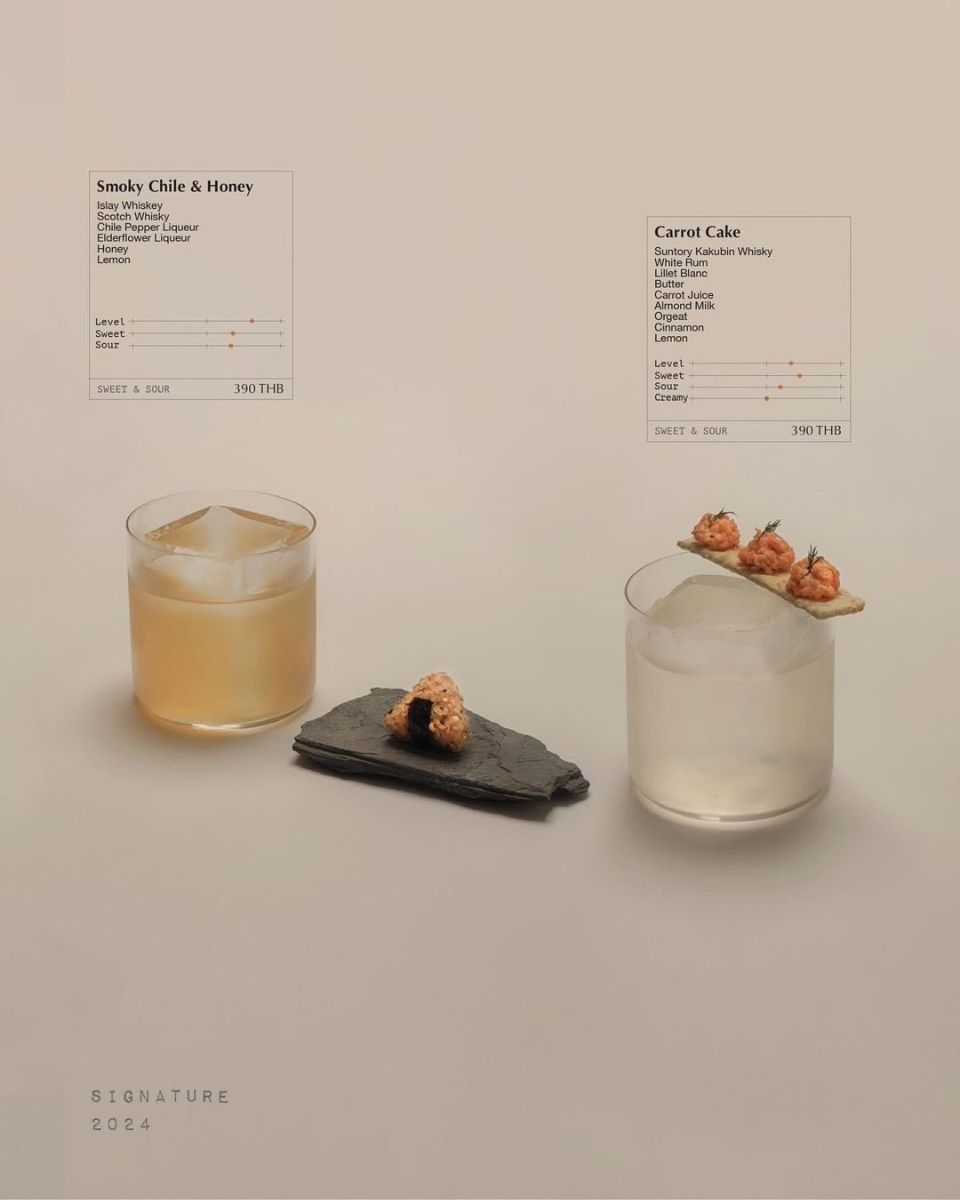 Smoky Chile & Honey
Islay Whiskey
Scotch Whisky
Chile Pepper Liqueur
Elderflower Liqueur
Honey
Lemon
Level
Sweet
Sour
SWEET & SOUR 390 THB
Carrot Cake
Suntory Kakubin Whisky
White Rum
Lillet Blanc
Butter
Carrot Juice
Almond Milk
Orgeat
Cinnamon
Lemon
Level
Sweet
Sour
Creamy
SWEET & SOUR 390 THB
SIGNATURE
2024